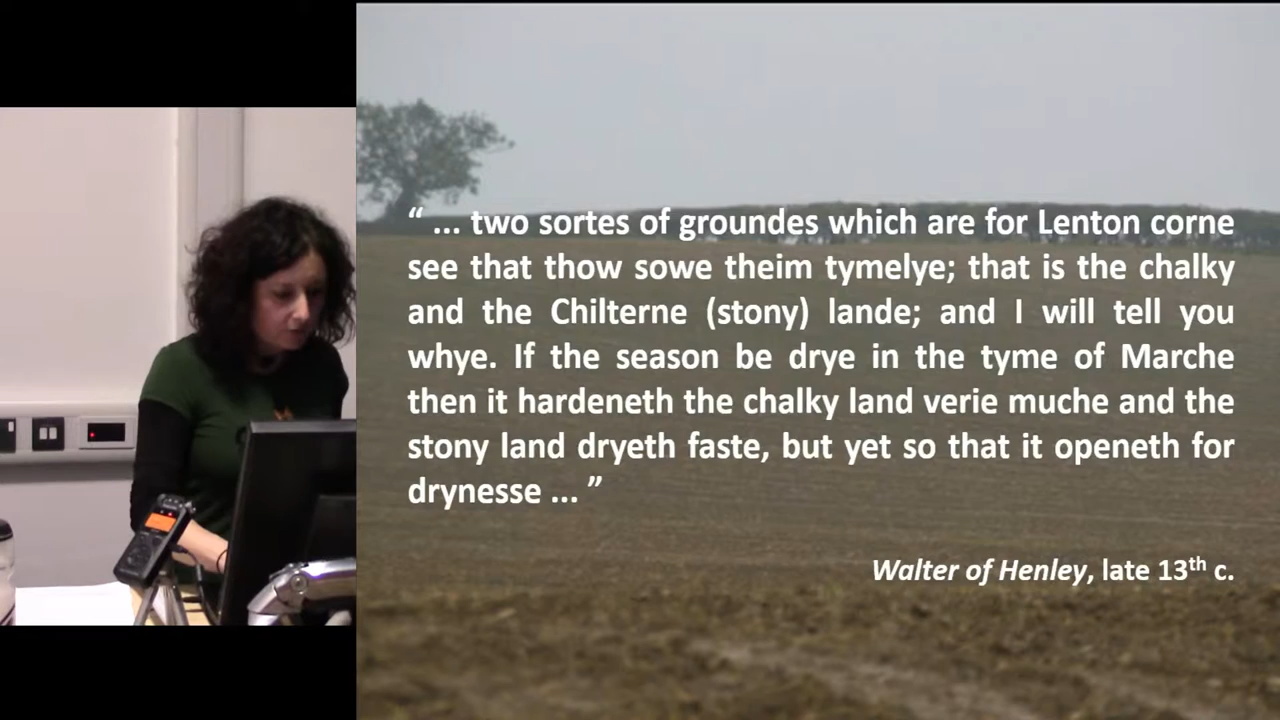 “ ... two sortes of groundes which are for Lenton corne
see that thow sowe theim tymelye; that is the chalky
and the Chilterne (stony) lande; and I will tell you
whye. If the season be drye in the tyme of Marche
then it hardeneth the chalky land verie muche and the
stony land dryeth faste, but yet so that it openeth for
drynesse ... ”
Walter of Henley, late 13th c.